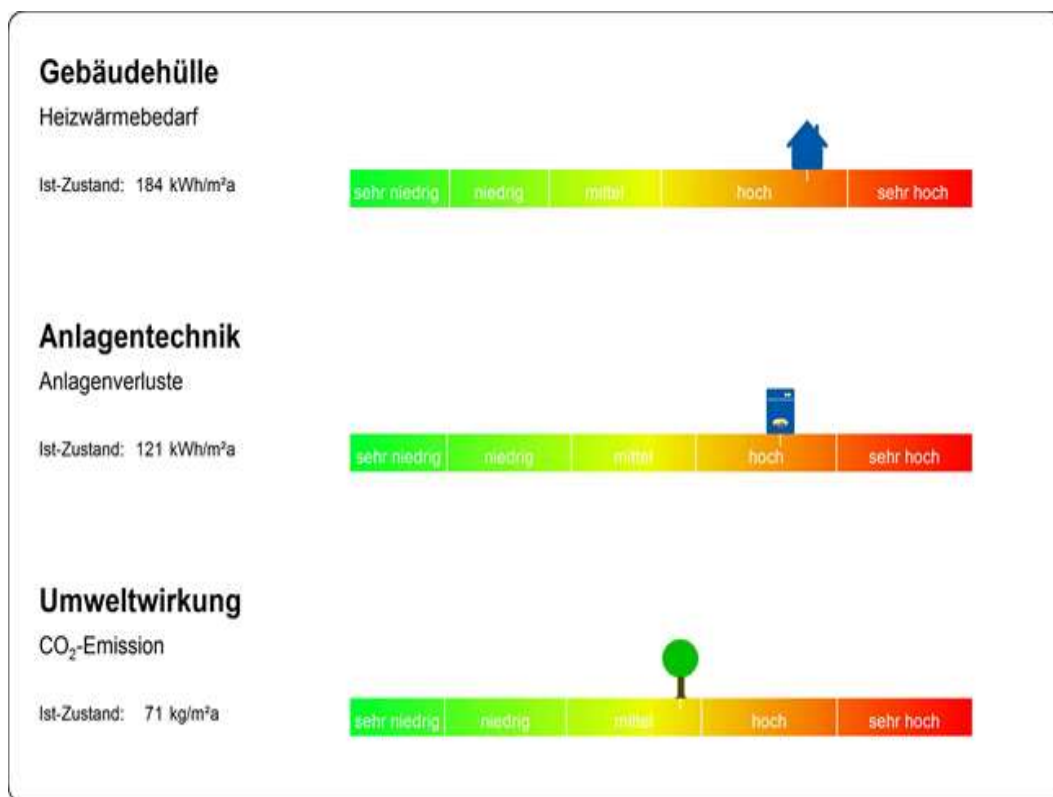 Gebäudehülle
Heizwärmebedarf
Ist-Zustand: 184 kWh/m²a
sehr niedrig niedrig mittel hoch sehr hoch
Anlagentechnik
Anlagenverluste
Ist-Zustand: 121 kWh/m²a
sehr niedrig niedrig mittel hoch sehr hoch
Umweltwirkung
CO₂-Emission
Ist-Zustand: 71 kg/m²a
sehr niedrig niedrig mittel hoch sehr hoch